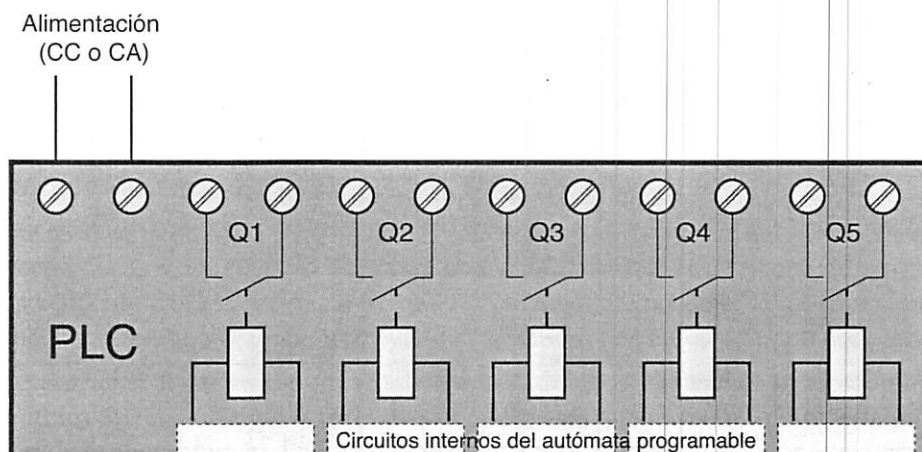 Alimentación
(CC o CA)
Q1 Q2 Q3 Q4 Q5
PLC
Circuitos internos del autómata programable